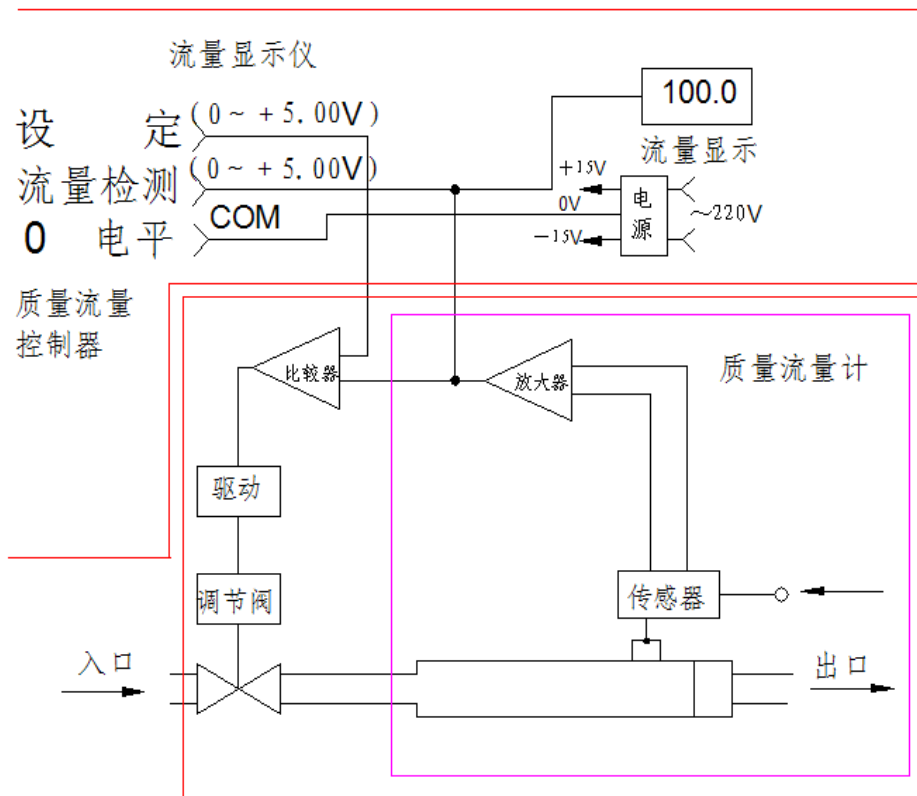 流量显示仪
设 定 (0～+5.00V)
100.0
流量检测 (0～+5.00V)
流量显示
+15V
0 电平 COM
0V
电源
～220V
－15V
质量流量
控制器
比较器
放大器
质量流量计
驱动
调节阀
传感器
入口
出口